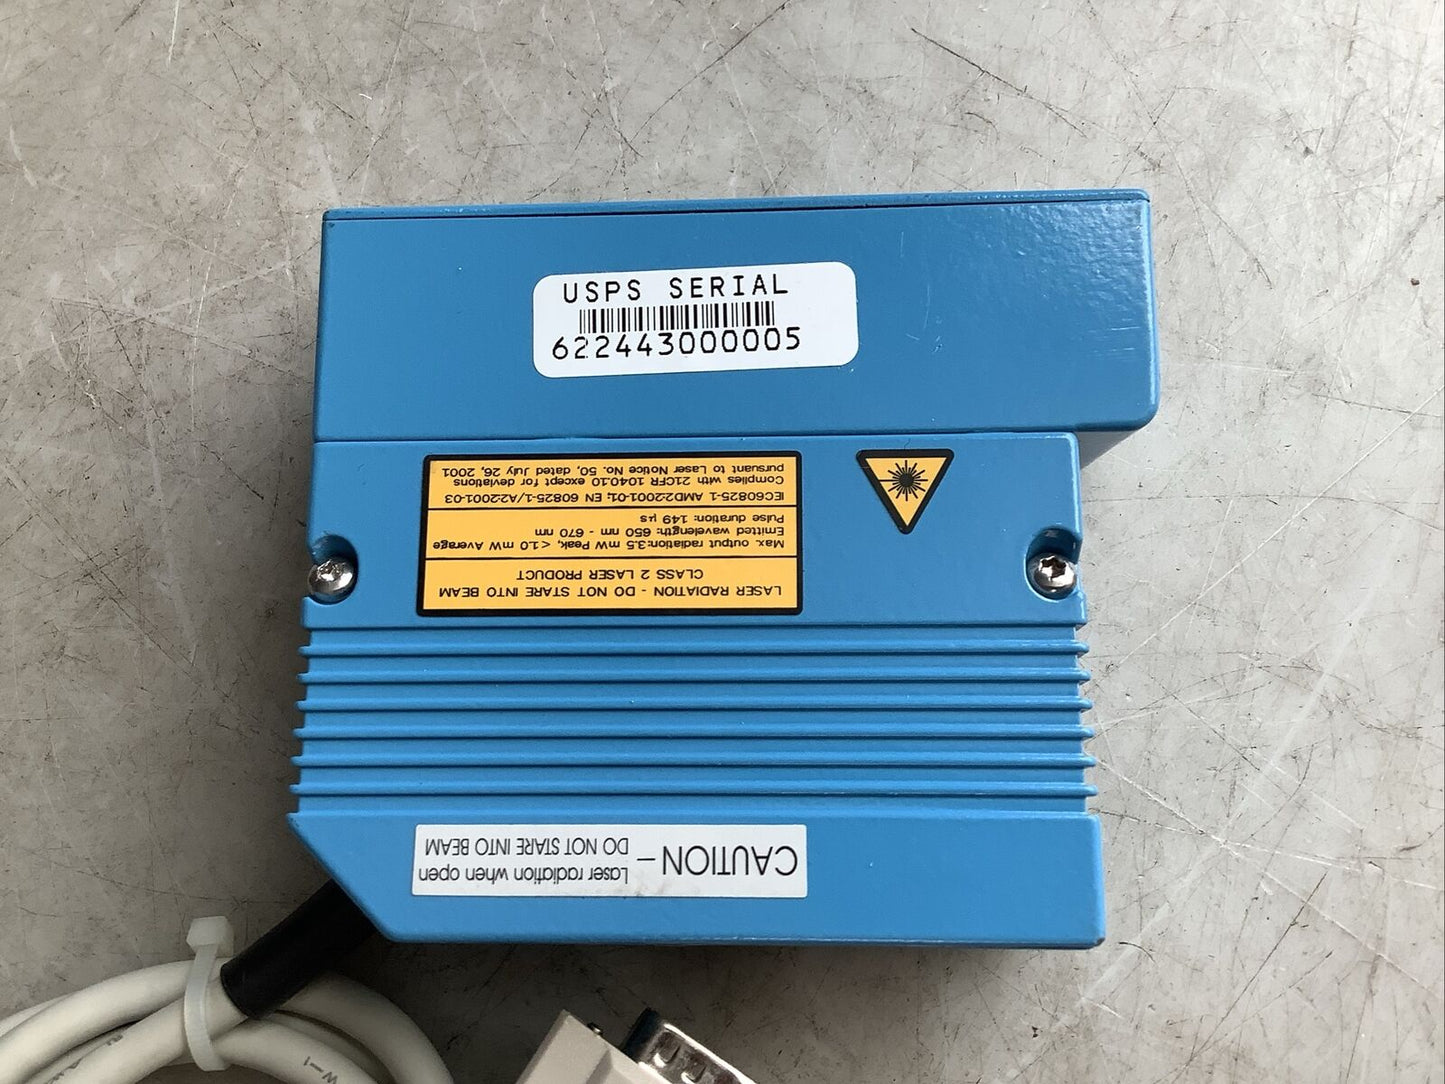 USPS SERIAL
622443000005
LASER RADIATION - DO NOT STARE INTO BEAM
CLASS 2 LASER PRODUCT
Max. output radiation:3.5 mW Peak, <1.0 mW Average
Emitted wavelength: 650 nm - 670 nm
Pulse duration: 149 µs
IEC60825-1 AMD2:2001-01; EN 60825-1/A2:2001-03
Complies with 21CFR 1040.10 except for deviations
pursuant to Laser Notice No. 50, dated July 26, 2001
CAUTION –
Laser radiation when open
DO NOT STARE INTO BEAM